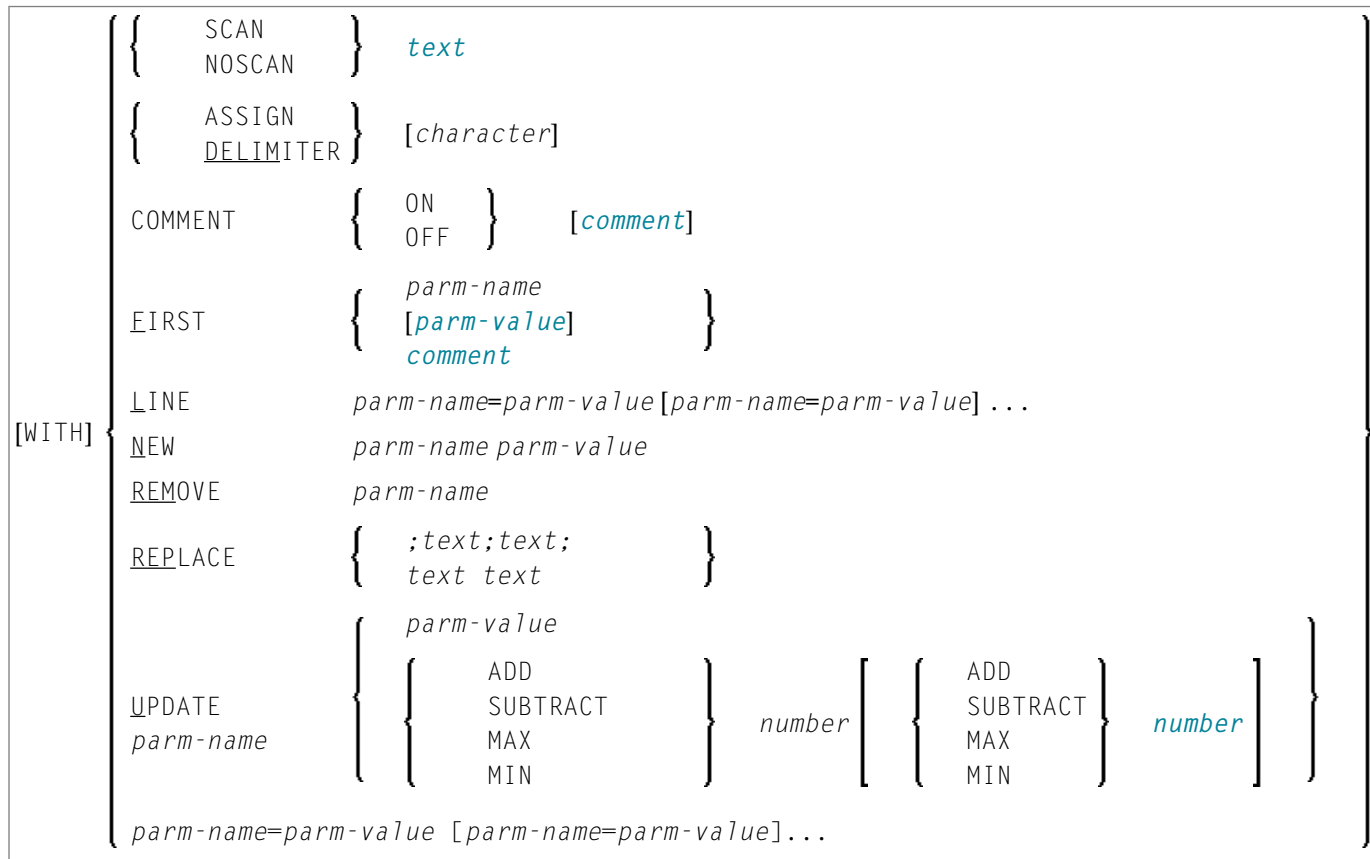 SCAN
NOSCAN
text
ASSIGN
DELIMITER
[character]
COMMENT
ON
OFF
[comment]
FIRST
parm-name
[parm-value]
comment
LINE parm-name=parm-value[parm-name=parm-value]...
[WITH]
NEW parm-name parm-value
REMOVE parm-name
REPLACE
;text;text;
text text
UPDATE
parm-name
parm-value
ADD
SUBTRACT
MAX
MIN
number
ADD
SUBTRACT
MAX
MIN
number
parm-name=parm-value [parm-name=parm-value]...